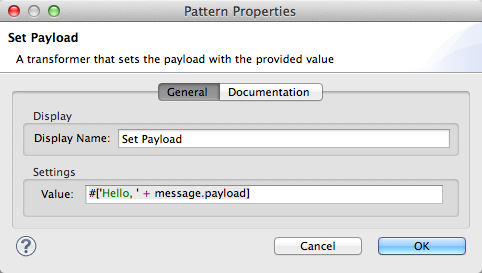 Pattern Properties
Set Payload
A transformer that sets the payload with the provided value
General Documentation
Display
Display Name: Set Payload
Settings
Value: #['Hello, ' + message.payload]
? Cancel OK